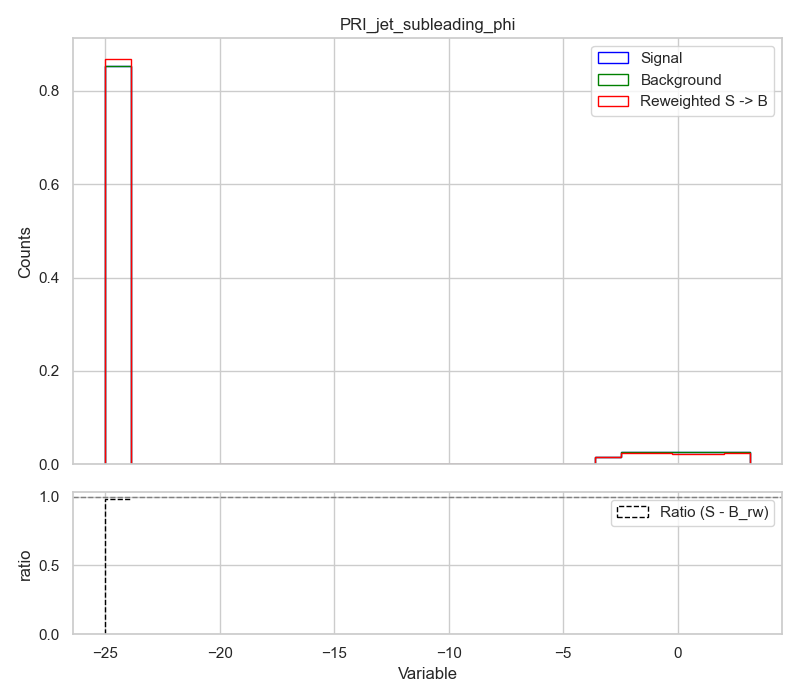 PRI_jet_subleading_phi
Signal
Background
Reweighted S -> B
Counts
0.8
0.6
0.4
0.2
0.0
Ratio (S - B_rw)
ratio
1.0
0.5
0.0
−25
−20
−15
−10
−5
0
Variable